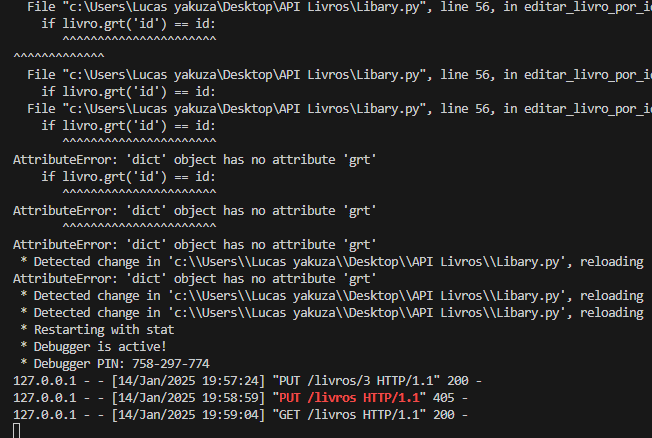 File "c:\Users\Lucas yakuza\Desktop\API Livros\Libary.py", line 56, in editar_livro_por_i
if livro.grt('id') == id:
^^^^^^^^^^^^^^^^^^^^^^
^^^^^^^^^^^^^
File "c:\Users\Lucas yakuza\Desktop\API Livros\Libary.py", line 56, in editar_livro_por_i
if livro.grt('id') == id:
File "c:\Users\Lucas yakuza\Desktop\API Livros\Libary.py", line 56, in editar_livro_por_i
if livro.grt('id') == id:
^^^^^^^^^^^^^^^^^^^^^^
AttributeError: 'dict' object has no attribute 'grt'
if livro.grt('id') == id:
^^^^^^^^^^^^^^^^^^^^^^
AttributeError: 'dict' object has no attribute 'grt'
^^^^^^^^^^^^^^^^^^^^^^
AttributeError: 'dict' object has no attribute 'grt'
* Detected change in 'c:\\Users\\Lucas yakuza\\Desktop\\API Livros\\Libary.py', reloading
AttributeError: 'dict' object has no attribute 'grt'
* Detected change in 'c:\\Users\\Lucas yakuza\\Desktop\\API Livros\\Libary.py', reloading
* Detected change in 'c:\\Users\\Lucas yakuza\\Desktop\\API Livros\\Libary.py', reloading
* Restarting with stat
* Debugger is active!
* Debugger PIN: 758-297-774
127.0.0.1 - - [14/Jan/2025 19:57:24] "PUT /livros/3 HTTP/1.1" 200 -
127.0.0.1 - - [14/Jan/2025 19:58:59] "PUT /livros HTTP/1.1" 405 -
127.0.0.1 - - [14/Jan/2025 19:59:04] "GET /livros HTTP/1.1" 200 -